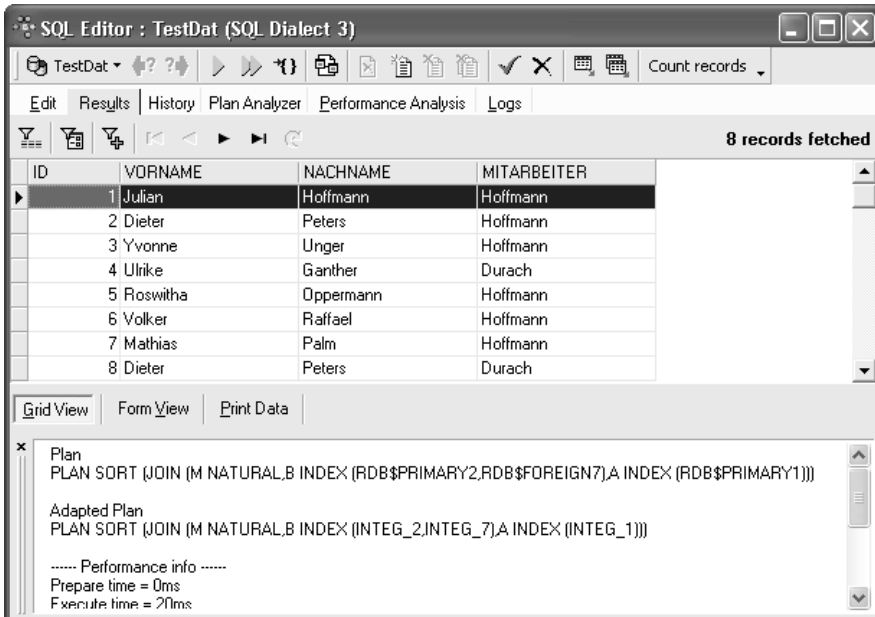 SQL Editor : TestDat (SQL Dialect 3)
TestDat Count records
Edit Results History Plan Analyzer Performance Analysis Logs
8 records fetched
ID VORNAME NACHNAME MITARBEITER
1 Julian Hoffmann Hoffmann
2 Dieter Peters Hoffmann
3 Yvonne Unger Hoffmann
4 Ulrike Ganther Durach
5 Roswitha Oppermann Hoffmann
6 Volker Raffael Hoffmann
7 Mathias Palm Hoffmann
8 Dieter Peters Durach
Grid View Form View Print Data
Plan
PLAN SORT (JOIN (M NATURAL,B INDEX (RDB$PRIMARY2,RDB$FOREIGN7),A INDEX (RDB$PRIMARY1)))
Adapted Plan
PLAN SORT (JOIN (M NATURAL,B INDEX (INTEG_2,INTEG_7),A INDEX (INTEG_1)))
------ Performance info ------
Prepare time = 0ms
Execute time = 20ms